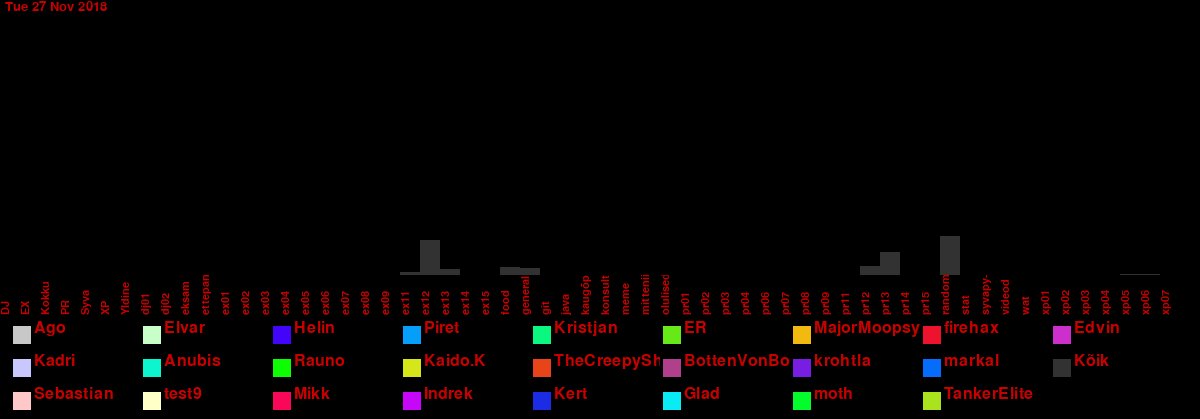 Tue 27 Nov 2018
DJ EX Kokku PR Syva XP Yldine dj01 dj02 eksam ettepan ex01 ex02 ex03 ex04 ex05 ex06 ex07 ex08 ex09 ex11 ex12 ex13 ex14 ex15 food general git java kaugõp konsult meme mittenii olulised pr01 pr02 pr03 pr04 pr06 pr07 pr08 pr09 pr11 pr12 pr13 pr14 pr15 random stat syvapy- videod wat xp01 xp02 xp03 xp04 xp05 xp06 xp07
Ago Elvar Helin Piret Kristjan ER MajorMoopsy firehax Edvin
Kadri Anubis Rauno Kaido.K TheCreepySh BottenVonBo krohtla markal Kõik
Sebastian test9 Mikk Indrek Kert Glad moth TankerElite